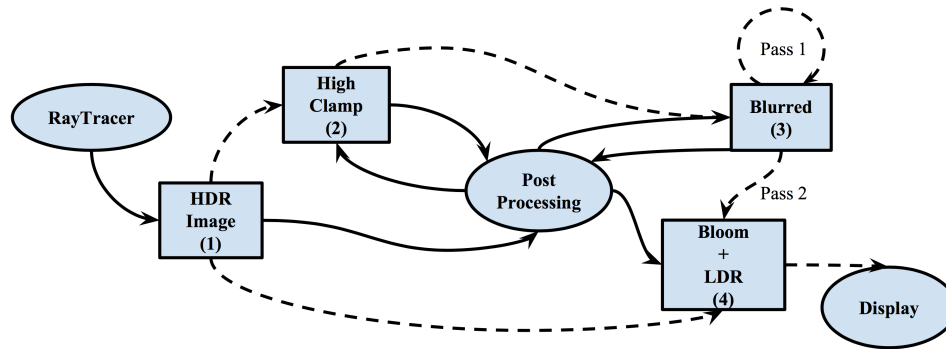 RayTracer
HDR
Image
(1)
High
Clamp
(2)
Post
Processing
Pass 1
Blurred
(3)
Pass 2
Bloom
+
LDR
(4)
Display